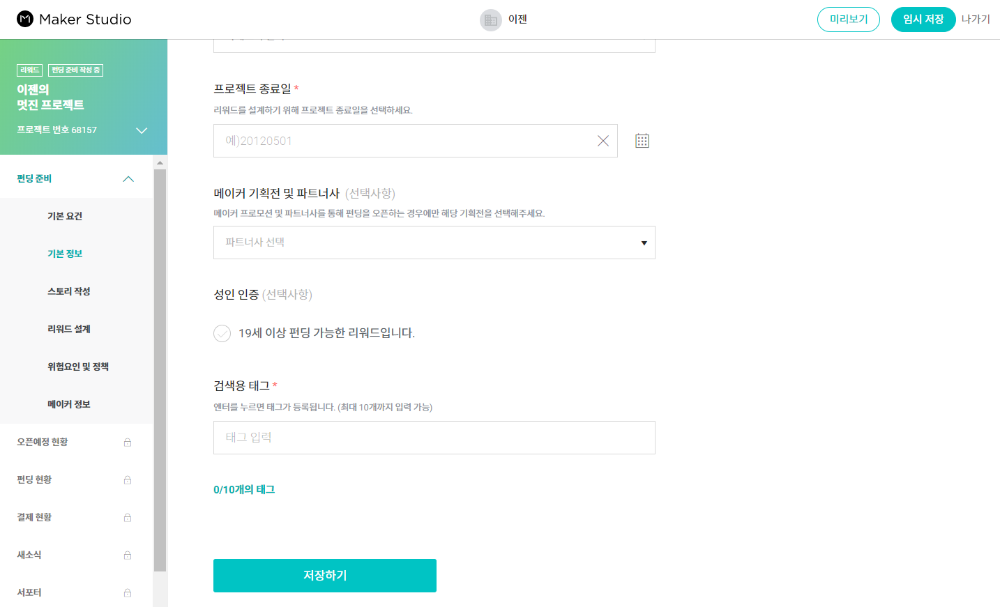 Maker Studio
이젠
미리보기
임시 저장
나가기
리워드
펀딩 준비 작성 중
이젠의
멋진 프로젝트
프로젝트 번호 68157
펀딩 준비
기본 요건
기본 정보
스토리 작성
리워드 설계
위험요인 및 정책
메이커 정보
오픈예정 현황
펀딩 현황
결제 현황
새소식
서포터
프로젝트 종료일 *
리워드를 설계하기 위해 프로젝트 종료일을 선택하세요.
예)20120501
메이커 기획전 및 파트너사 (선택사항)
메이커 프로모션 및 파트너사를 통해 펀딩을 오픈하는 경우에만 해당 기획전을 선택해주세요.
파트너사 선택
성인 인증 (선택사항)
19세 이상 펀딩 가능한 리워드입니다.
검색용 태그 *
엔터를 누르면 태그가 등록됩니다. (최대 10개까지 입력 가능)
태그 입력
0/10개의 태그
저장하기